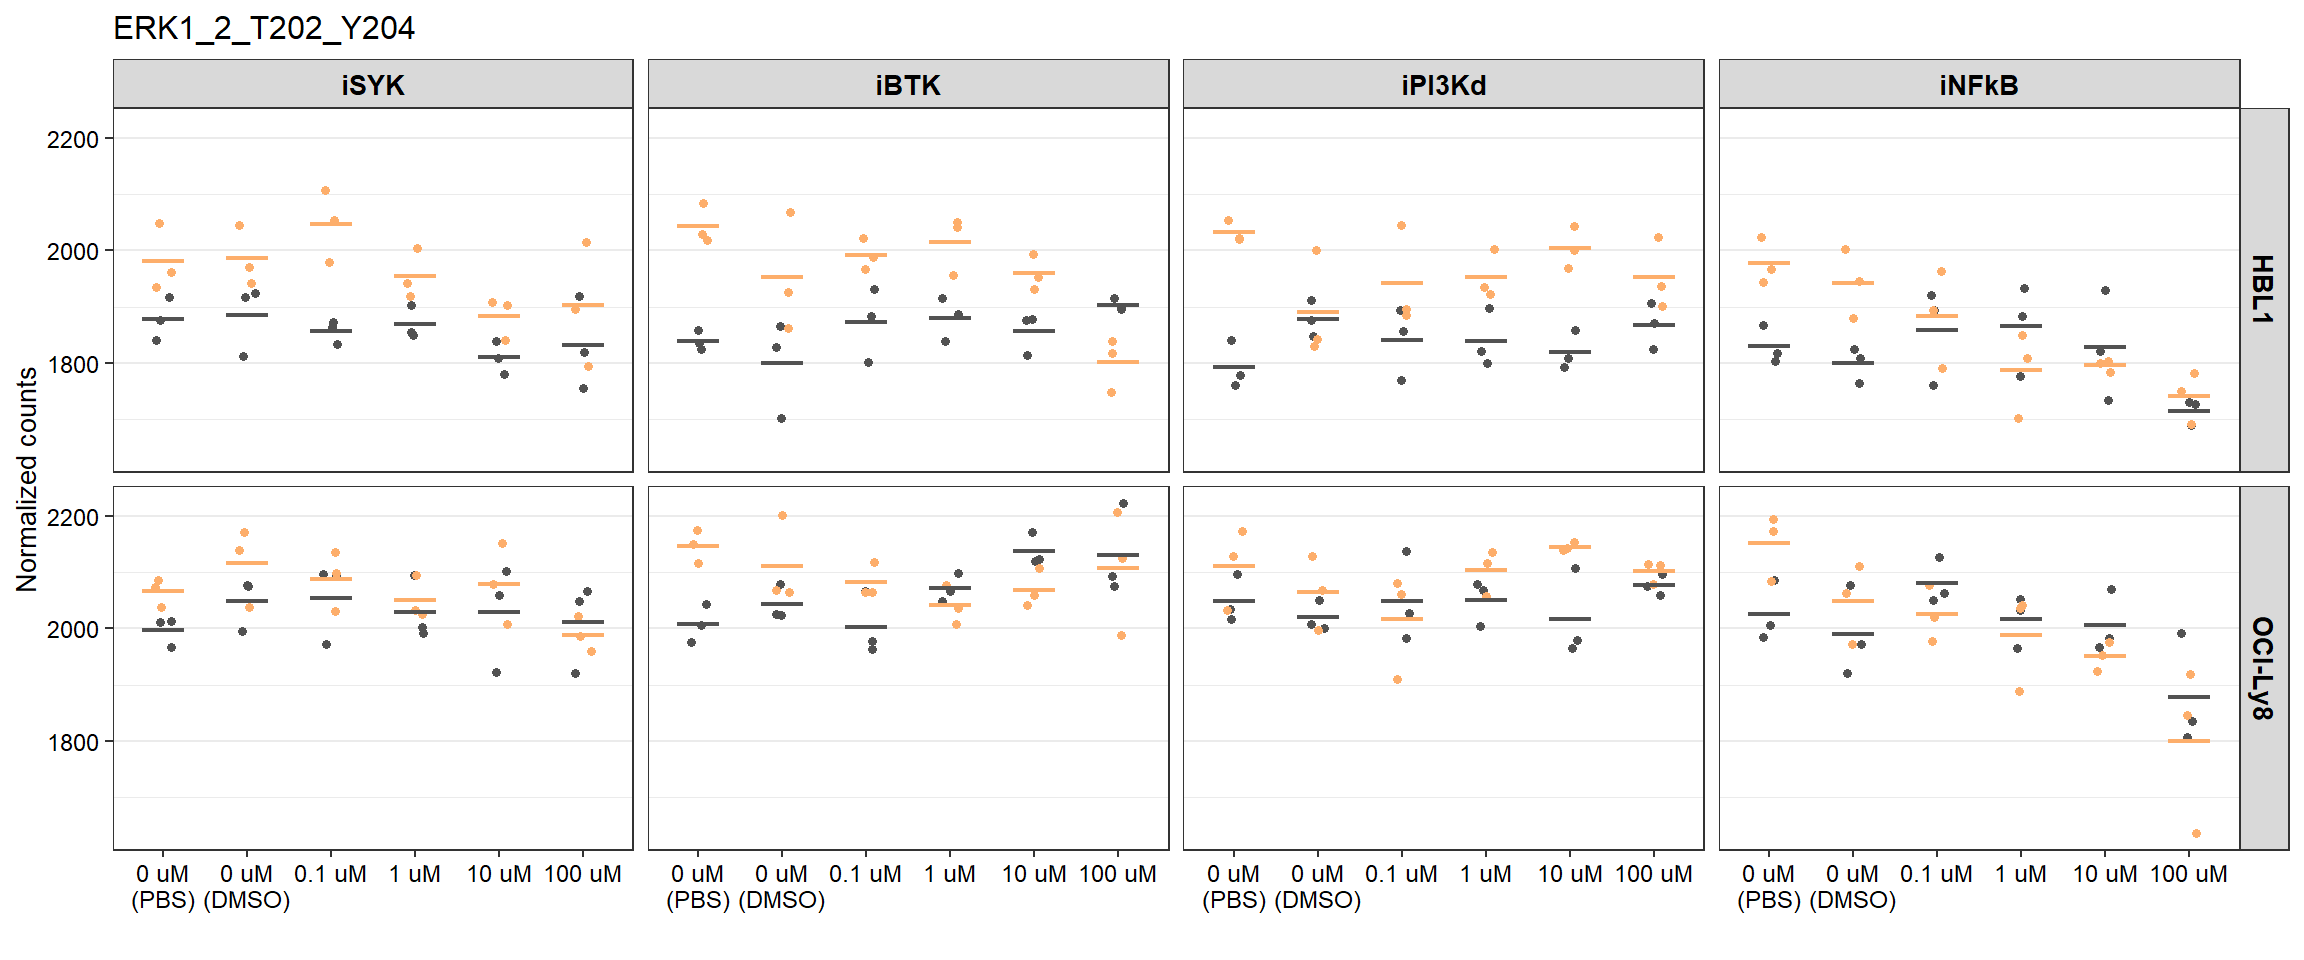 ERK1_2_T202_Y204
iSYK iBTK iPI3Kd iNFkB
Normalized counts
2200
2000
1800
HBL1
2200
2000
1800
OCI-Ly8
0 uM 0 uM 0.1 uM 1 uM 10 uM 100 uM 0 uM 0 uM 0.1 uM 1 uM 10 uM 100 uM 0 uM 0 uM 0.1 uM 1 uM 10 uM 100 uM 0 uM 0 uM 0.1 uM 1 uM 10 uM 100 uM
(PBS) (DMSO) (PBS) (DMSO) (PBS) (DMSO) (PBS) (DMSO)